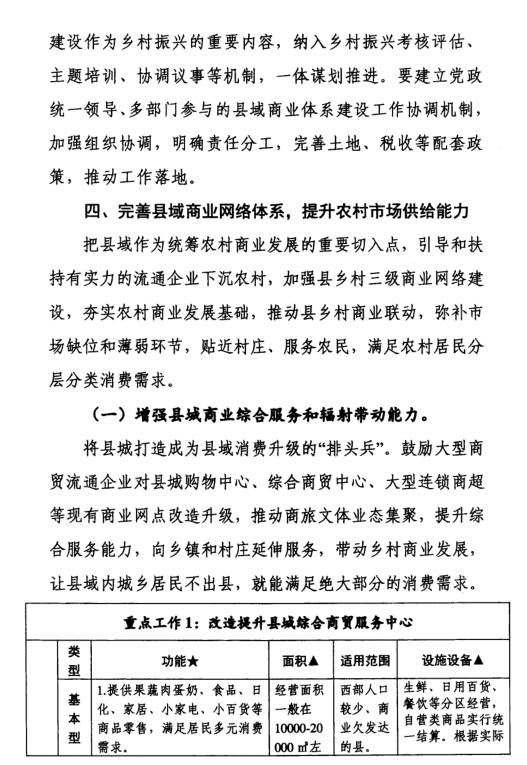 建设作为乡村振兴的重要内容，纳入乡村振兴考核评估、
主题培训、协调议事等机制，一体谋划推进。要建立党政
统一领导、多部门参与的县域商业体系建设工作协调机制，
加强组织协调，明确责任分工，完善土地、税收等配套政
策，推动工作落地。
四、完善县域商业网络体系，提升农村市场供给能力
把县域作为统筹农村商业发展的重要切入点，引导和扶
持有实力的流通企业下沉农村，加强县乡村三级商业网络建
设，夯实农村商业发展基础，推动县乡村商业联动，弥补市
场缺位和薄弱环节，贴近村庄、服务农民，满足农村居民分
层分类消费需求。
（一）增强县城商业综合服务和辐射带动能力。
将县城打造成为县域消费升级的“排头兵”。鼓励大型商
贸流通企业对县城购物中心、综合商贸中心、大型连锁商超
等现有商业网点改造升级，推动商旅文体业态集聚，提升综
合服务能力，向乡镇和村庄延伸服务，带动乡村商业发展，
让县域内城乡居民不出县，就能满足绝大部分的消费需求。
重点工作 1：改造提升县城综合商贸服务中心
类型
功能★
面积▲
适用范围
设施设备▲
基本型
1.提供果蔬肉蛋奶、食品、日
化、家居、小家电、小百货等
商品零售，满足居民多元消费
需求。
经营面积
一般在
10000-20
000 ㎡左
西部人口
较少、商
业欠发达
的县。
生鲜、日用百货、
餐饮等分区经营，
自营类商品实行统
一结算。根据实际